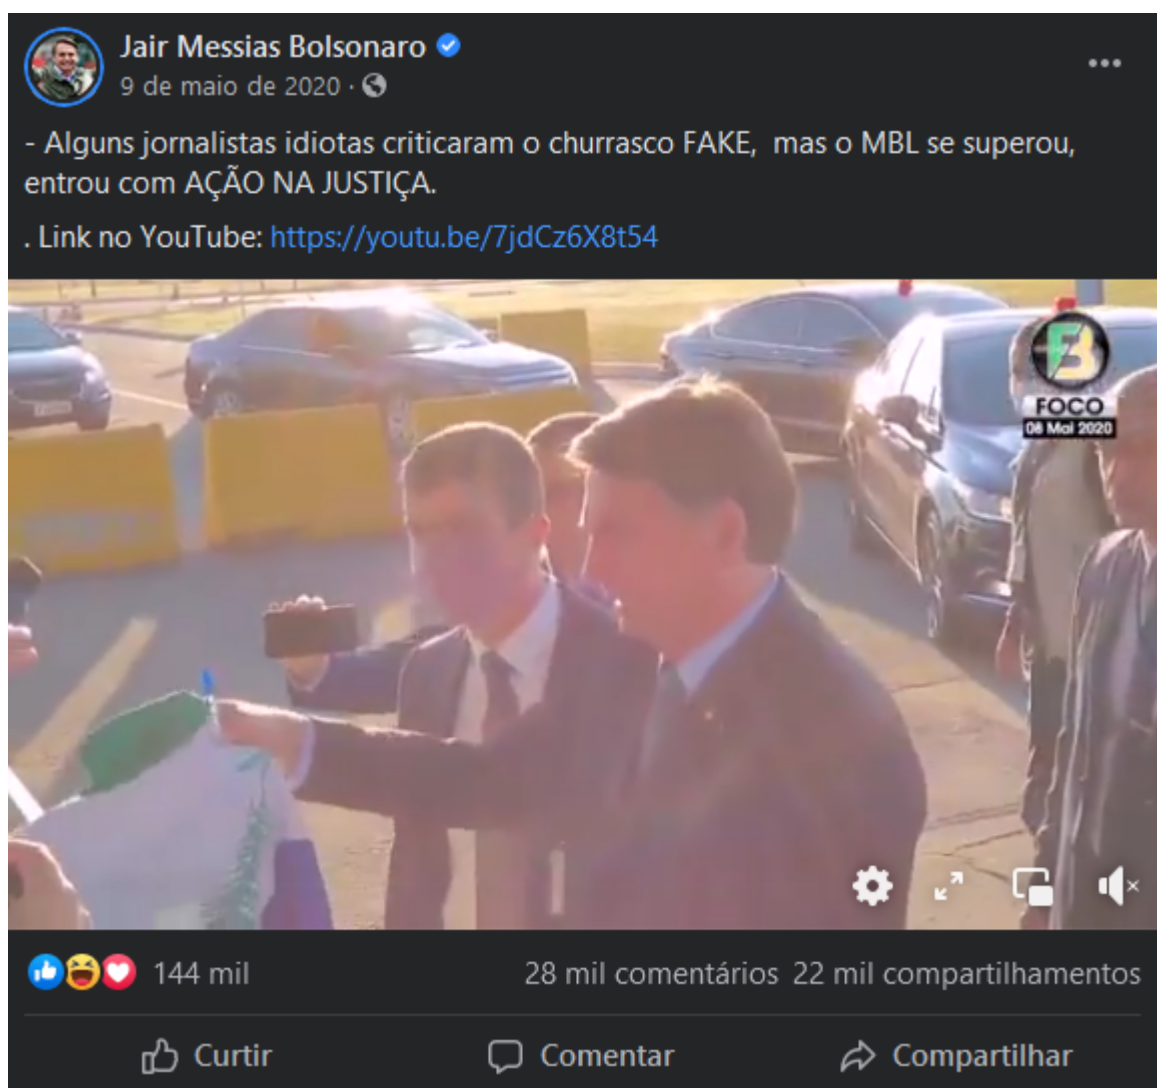 Jair Messias Bolsonaro
9 de maio de 2020 ·
- Alguns jornalistas idiotas criticaram o churrasco FAKE, mas o MBL se superou,
entrou com AÇÃO NA JUSTIÇA.
. Link no YouTube: https://youtu.be/7jdCz6X8t54
FB
FOCO
08 Mai 2020
144 mil
28 mil comentários 22 mil compartilhamentos
Curtir
Comentar
Compartilhar